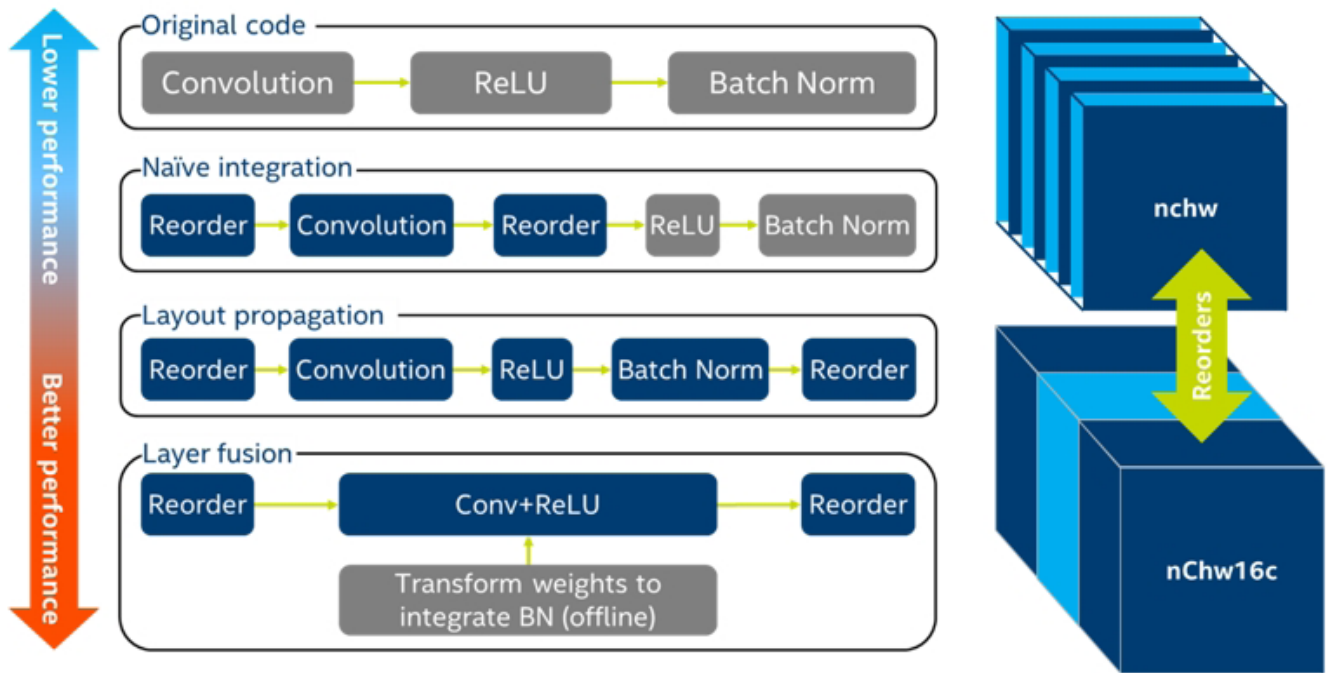 Lower performance
Better performance
Original code
Convolution
ReLU
Batch Norm
Naïve integration
Reorder
Convolution
Reorder
ReLU
Batch Norm
Layout propagation
Reorder
Convolution
ReLU
Batch Norm
Reorder
Layer fusion
Reorder
Conv+ReLU
Reorder
Transform weights to
integrate BN (offline)
nchw
Reorders
nChw16c